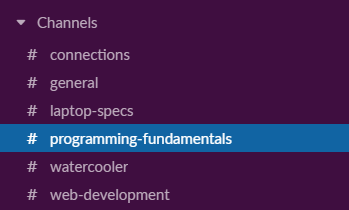 Channels
# connections
# general
# laptop-specs
# programming-fundamentals
# watercooler
# web-development